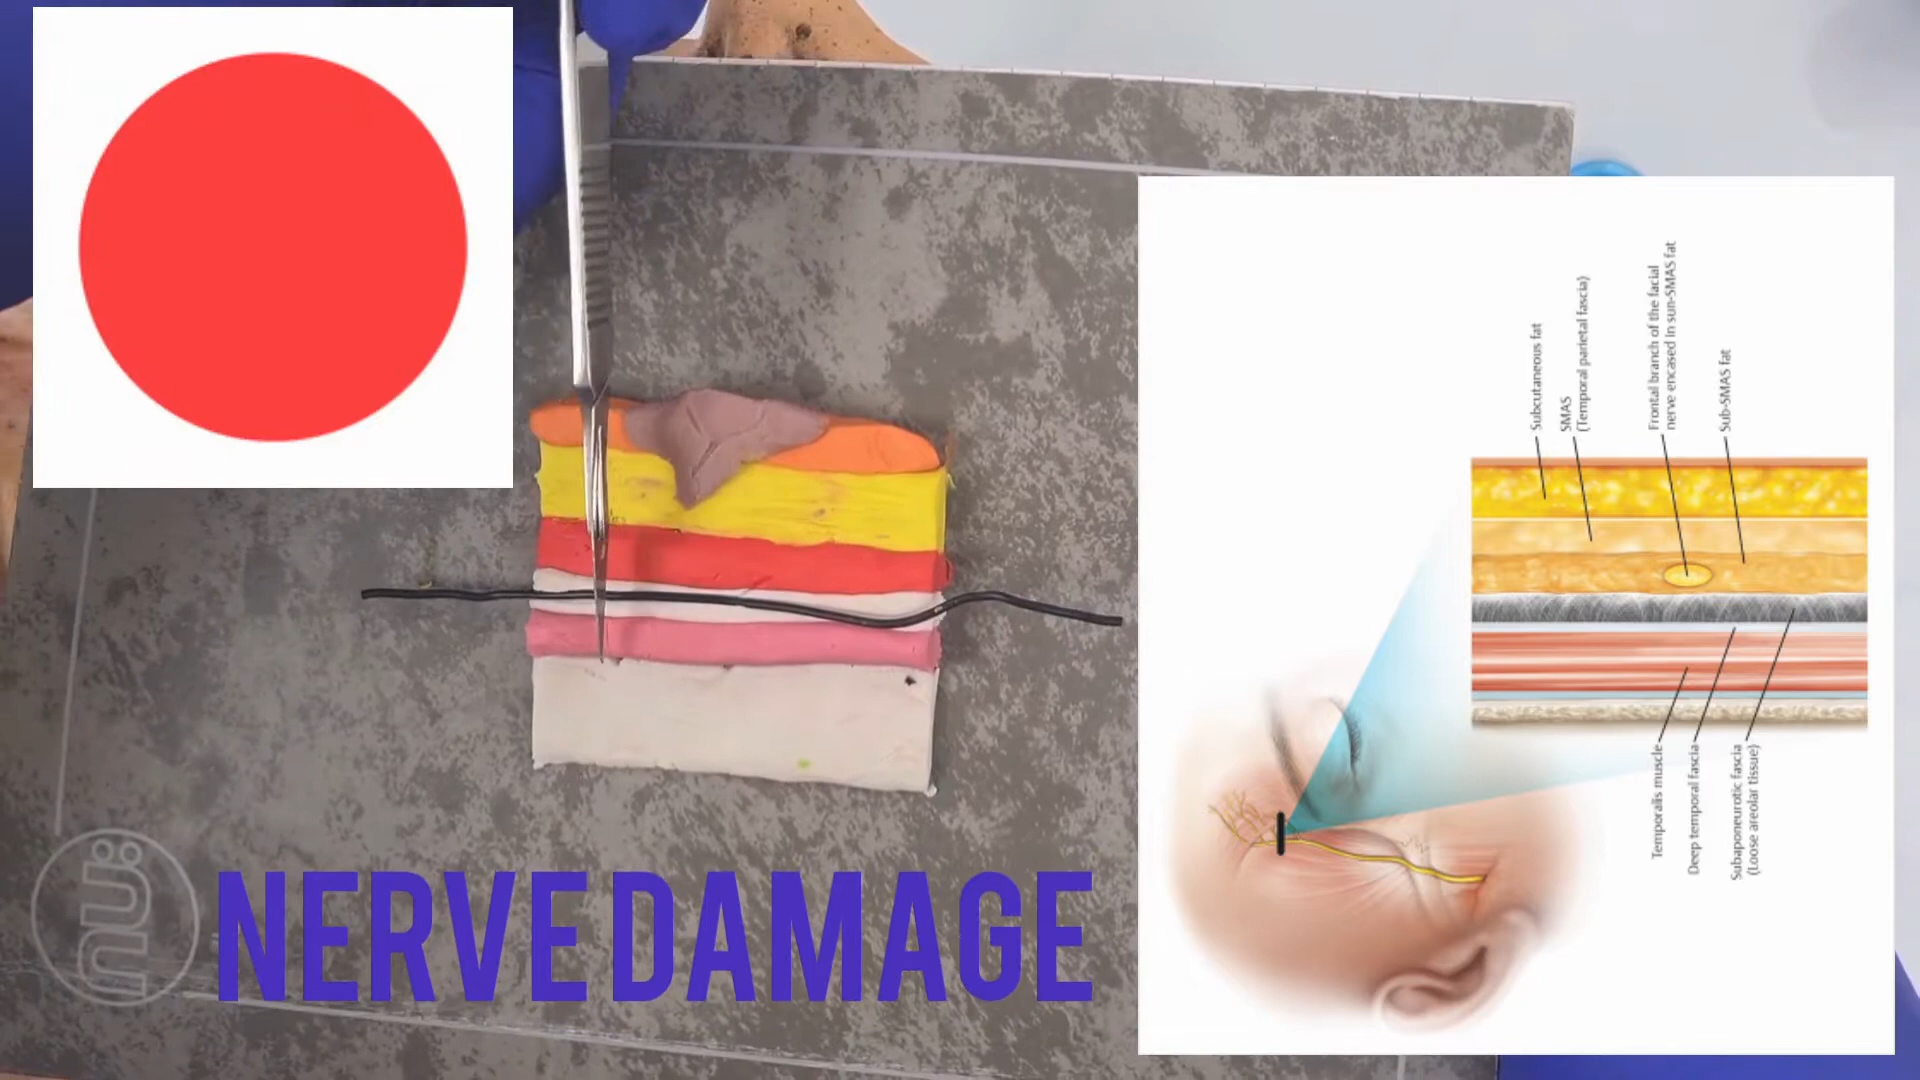 Subcutaneous fat
SMAS
(Temporal parietal fascia)
Frontal branch of the facial
nerve encased in sun-SMAS fat
Sub-SMAS fat
Temporalis muscle
Deep temporal fascia
Subaponeurotic fascia
(Loose areolar tissue)
nu
NERVE DAMAGE